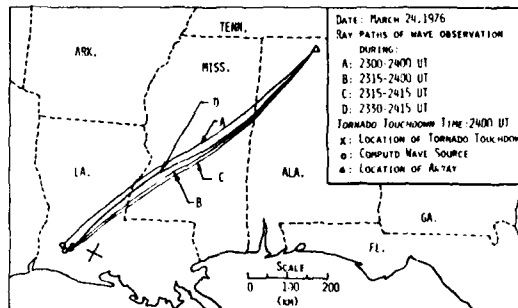 DATE: MARCH 24,1976
RAY PATHS OF WAVE OBSERVATION
DURING:
A: 2300-2400 UT
B: 2315-2400 UT
C: 2315-2415 UT
D: 2330-2415 UT
TORNADO TOUCHDOWN TIME:2400 UT
X: LOCATION OF TORNADO TOUCHDOW
o: COMPUTD WAVE SOURCE
LOCATION OF ARRAY
TENN.
ARK.
MISS.
D
A
LA.
C
ALA.
B
GA.
FL.
SCALE
0 100 200
(KM)